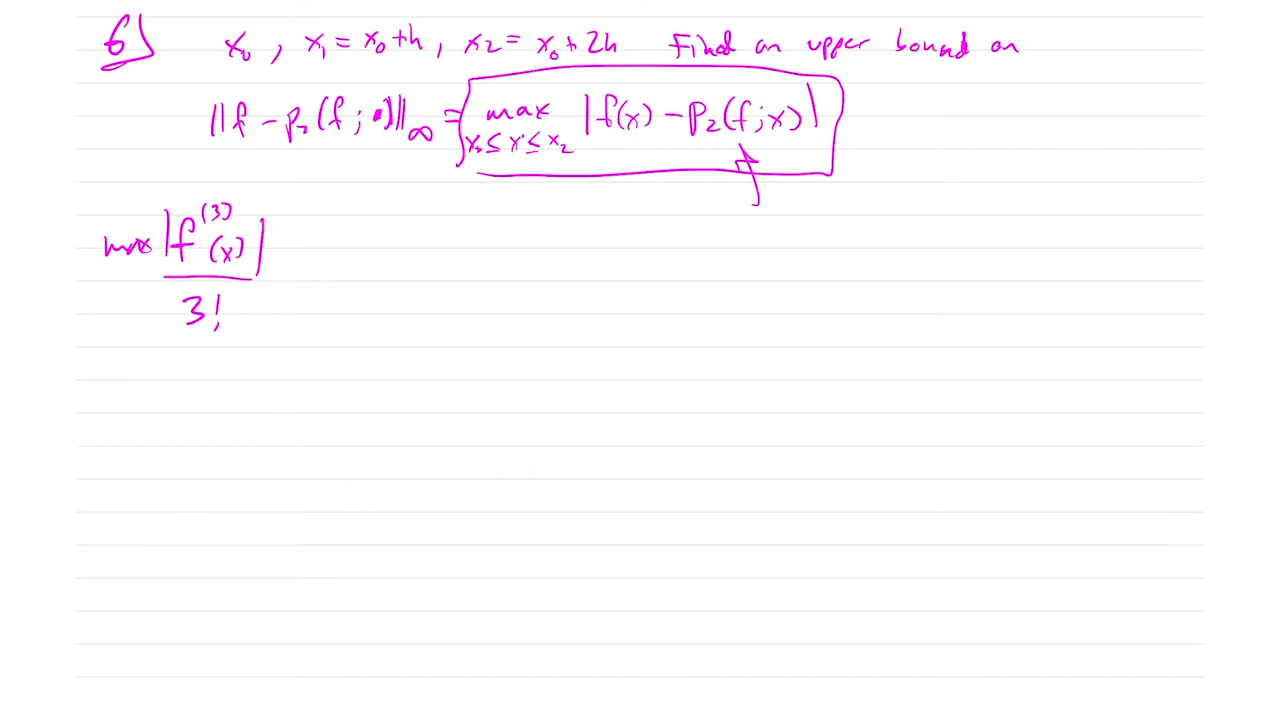 6) x₀ , x₁ = x₀ + h , x₂ = x₀ + 2h Find an upper bound on
||f - p₂(f ; •)||∞ = max x₀ ≤ x ≤ x₂ |f(x) - p₂(f ; x)|
max |f⁽³⁾(x)|
3!